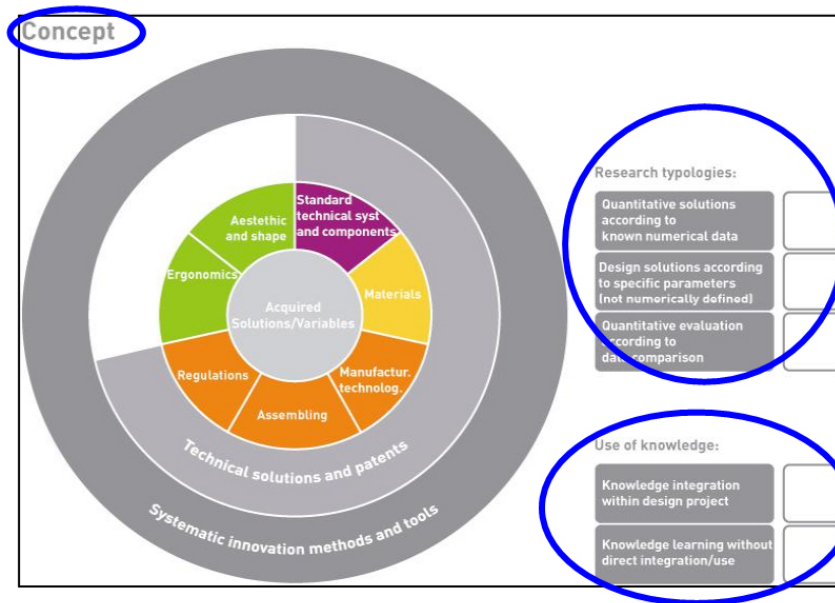 Concept
Aestethic
and shape
Standard
technical syst
and components
Ergonomics
Materials
Acquired
Solutions/Variables
Regulations
Manufactur.
technolog.
Assembling
Technical solutions and patents
Systematic innovation methods and tools
Research typologies:
Quantitative solutions
according to
known numerical data
Design solutions according
to specific parameters
(not numerically defined)
Quantitative evaluation
according to
data comparison
Use of knowledge:
Knowledge integration
within design project
Knowledge learning without
direct integration/use